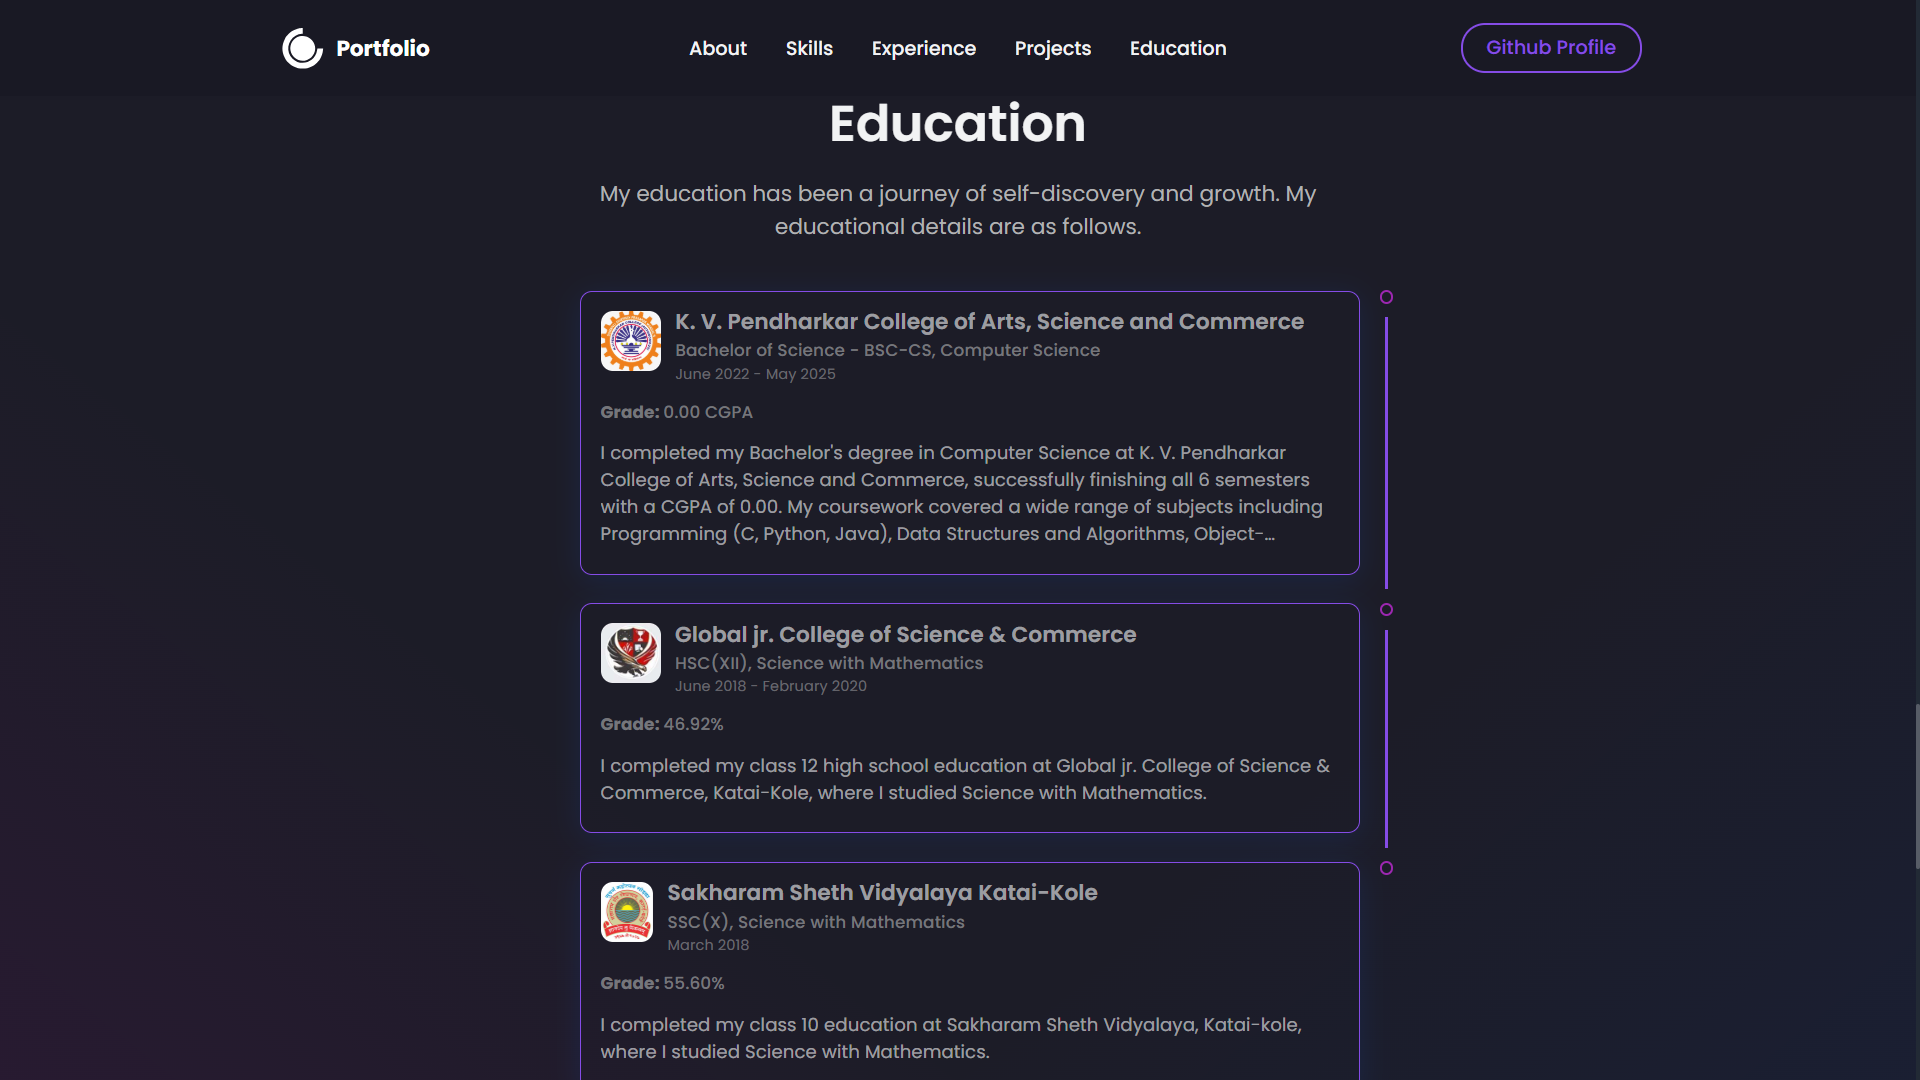 Portfolio
About
Skills
Experience
Projects
Education
Github Profile
Education
My education has been a journey of self-discovery and growth. My
educational details are as follows.
K. V. Pendharkar College of Arts, Science and Commerce
Bachelor of Science - BSC-CS, Computer Science
June 2022 - May 2025
Grade: 0.00 CGPA
I completed my Bachelor's degree in Computer Science at K. V. Pendharkar
College of Arts, Science and Commerce, successfully finishing all 6 semesters
with a CGPA of 0.00. My coursework covered a wide range of subjects including
Programming (C, Python, Java), Data Structures and Algorithms, Object-...
Global jr. College of Science & Commerce
HSC(XII), Science with Mathematics
June 2018 - February 2020
Grade: 46.92%
I completed my class 12 high school education at Global jr. College of Science &
Commerce, Katai-Kole, where I studied Science with Mathematics.
Sakharam Sheth Vidyalaya Katai-Kole
SSC(X), Science with Mathematics
March 2018
Grade: 55.60%
I completed my class 10 education at Sakharam Sheth Vidyalaya, Katai-kole,
where I studied Science with Mathematics.